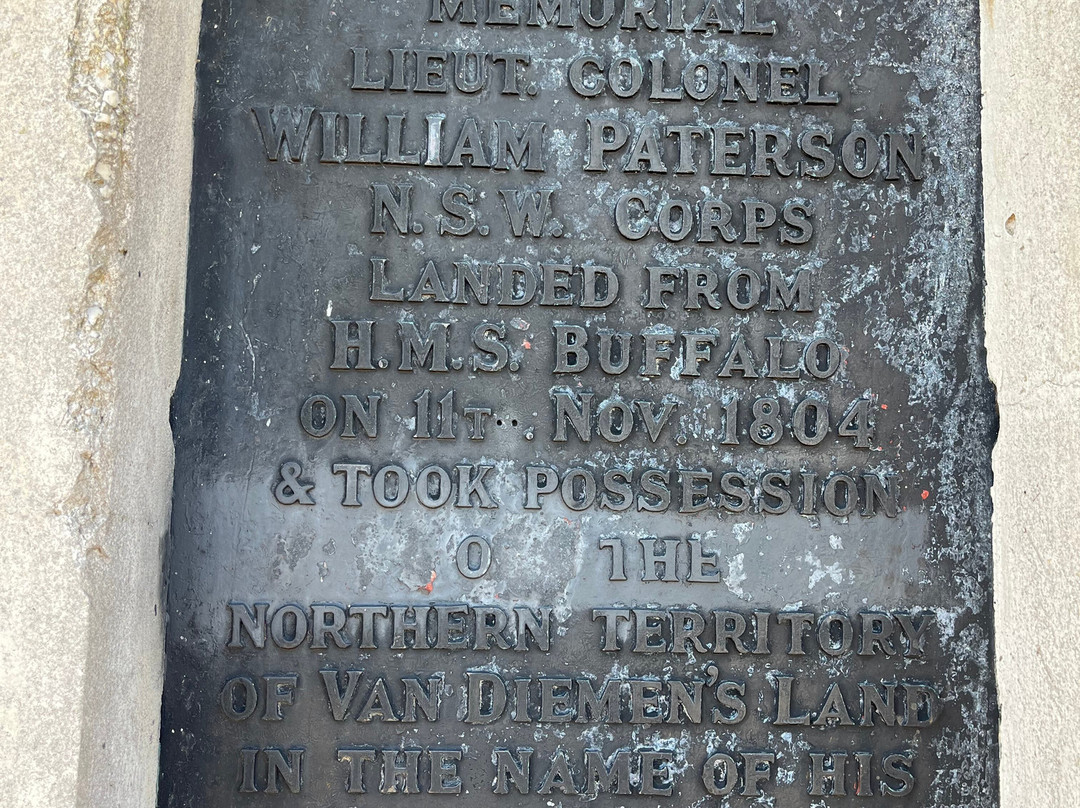 MEMORIAL
LIEUT. COLONEL
WILLIAM PATERSON
N.S.W. CORPS
LANDED FROM
H.M.S. BUFFALO
ON 11T.. NOV. 1804
& TOOK POSSESSION
O THE
NORTHERN TERRITORY
OF VAN DIEMEN'S LAND
IN THE NAME OF HIS